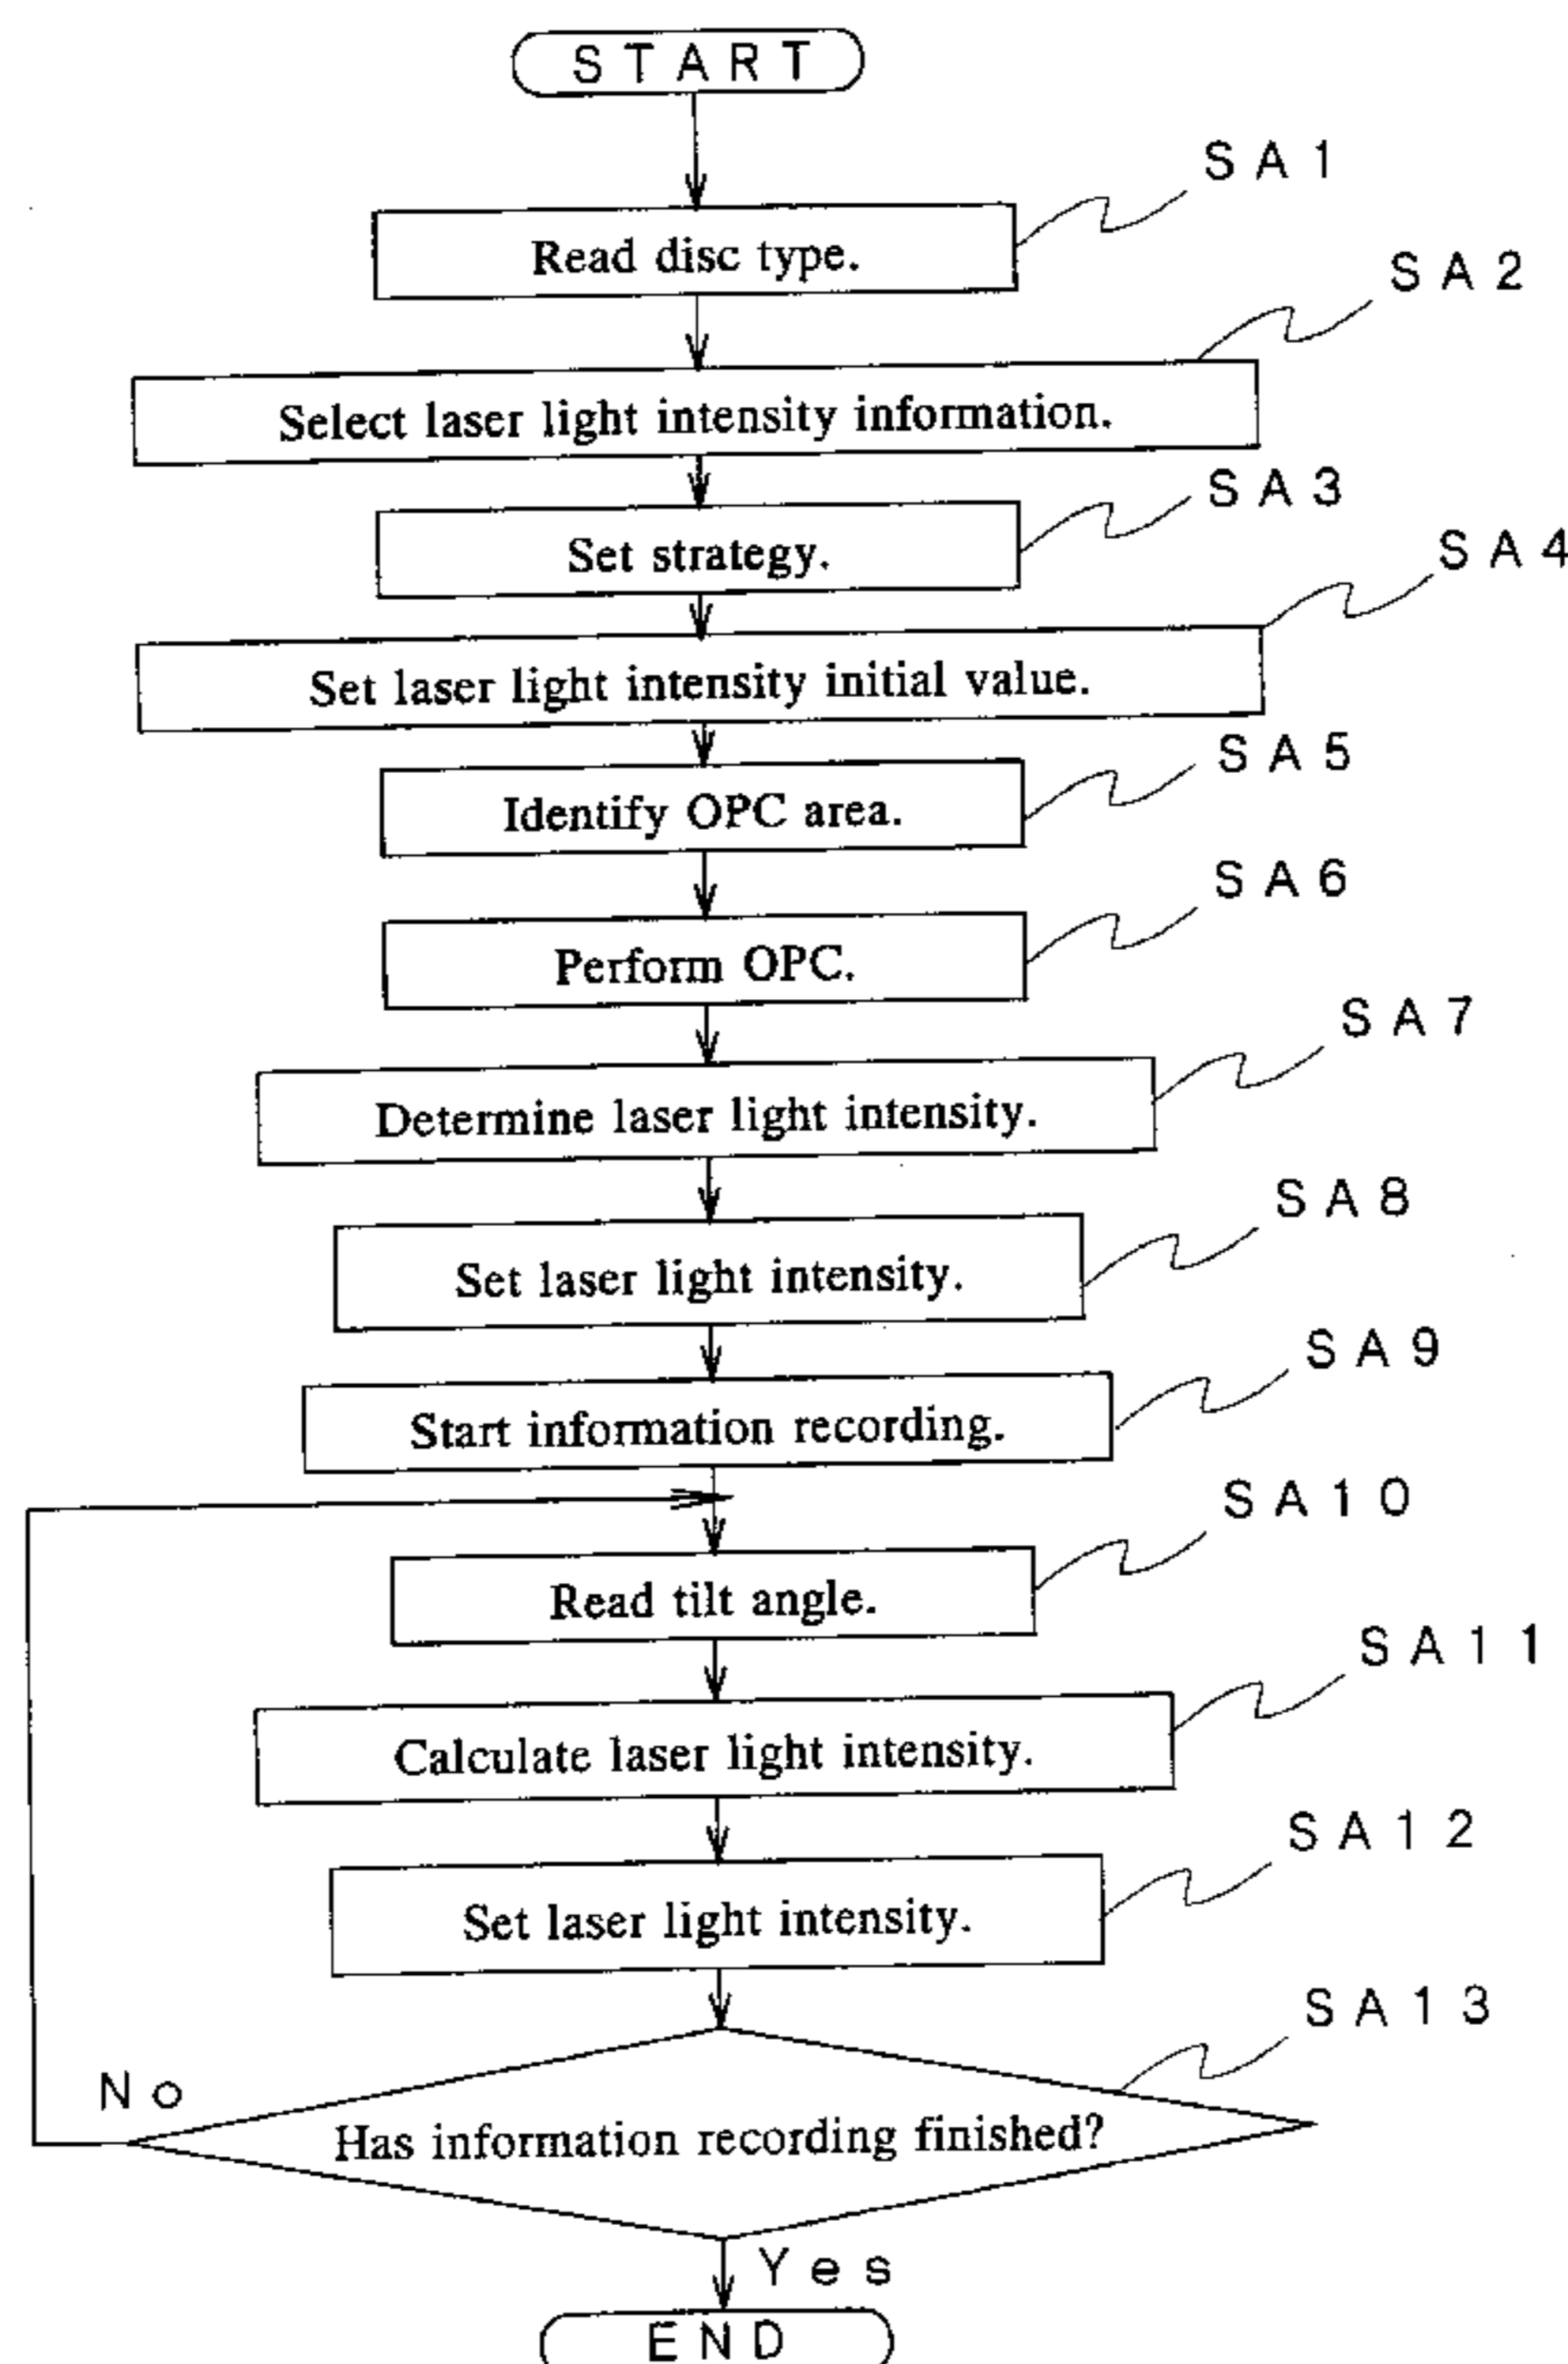 START
SA1
Read disc type.
SA2
Select laser light intensity information.
SA3
Set strategy.
SA4
Set laser light intensity initial value.
SA5
Identify OPC area.
SA6
Perform OPC.
SA7
Determine laser light intensity.
SA8
Set laser light intensity.
SA9
Start information recording.
SA10
Read tilt angle.
SA11
Calculate laser light intensity.
SA12
Set laser light intensity.
SA13
No
Has information recording finished?
Yes
END